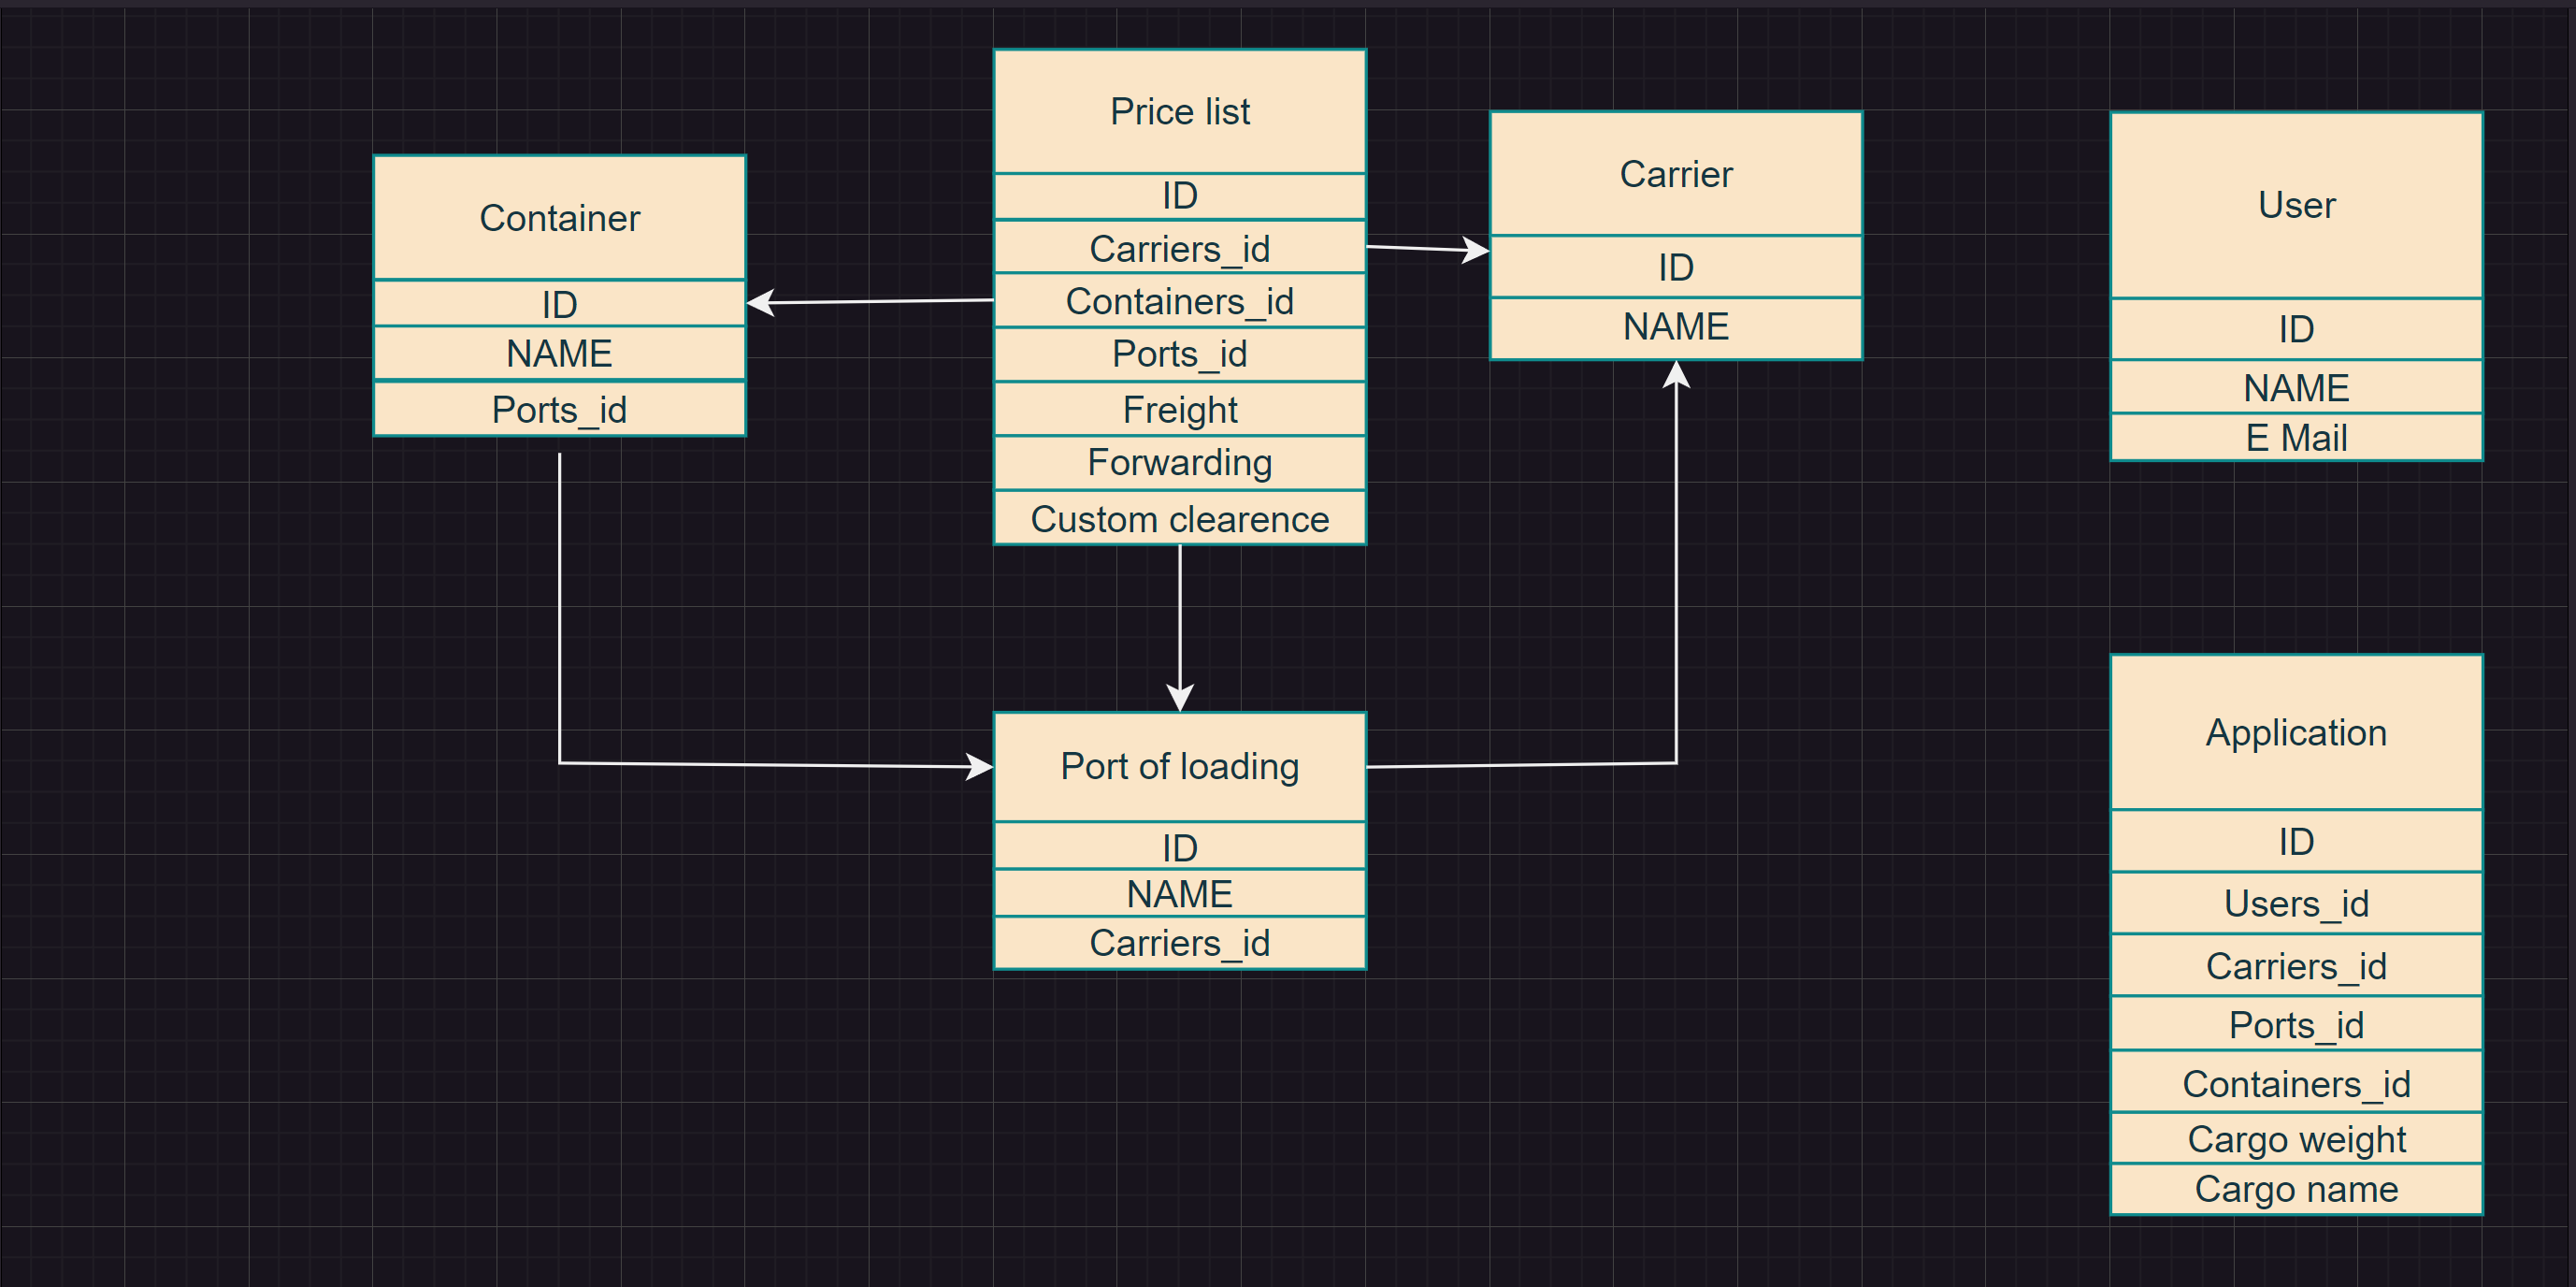 Container
ID
NAME
Ports_id
Price list
ID
Carriers_id
Containers_id
Ports_id
Freight
Forwarding
Custom clearence
Carrier
ID
NAME
User
ID
NAME
E Mail
Port of loading
ID
NAME
Carriers_id
Application
ID
Users_id
Carriers_id
Ports_id
Containers_id
Cargo weight
Cargo name